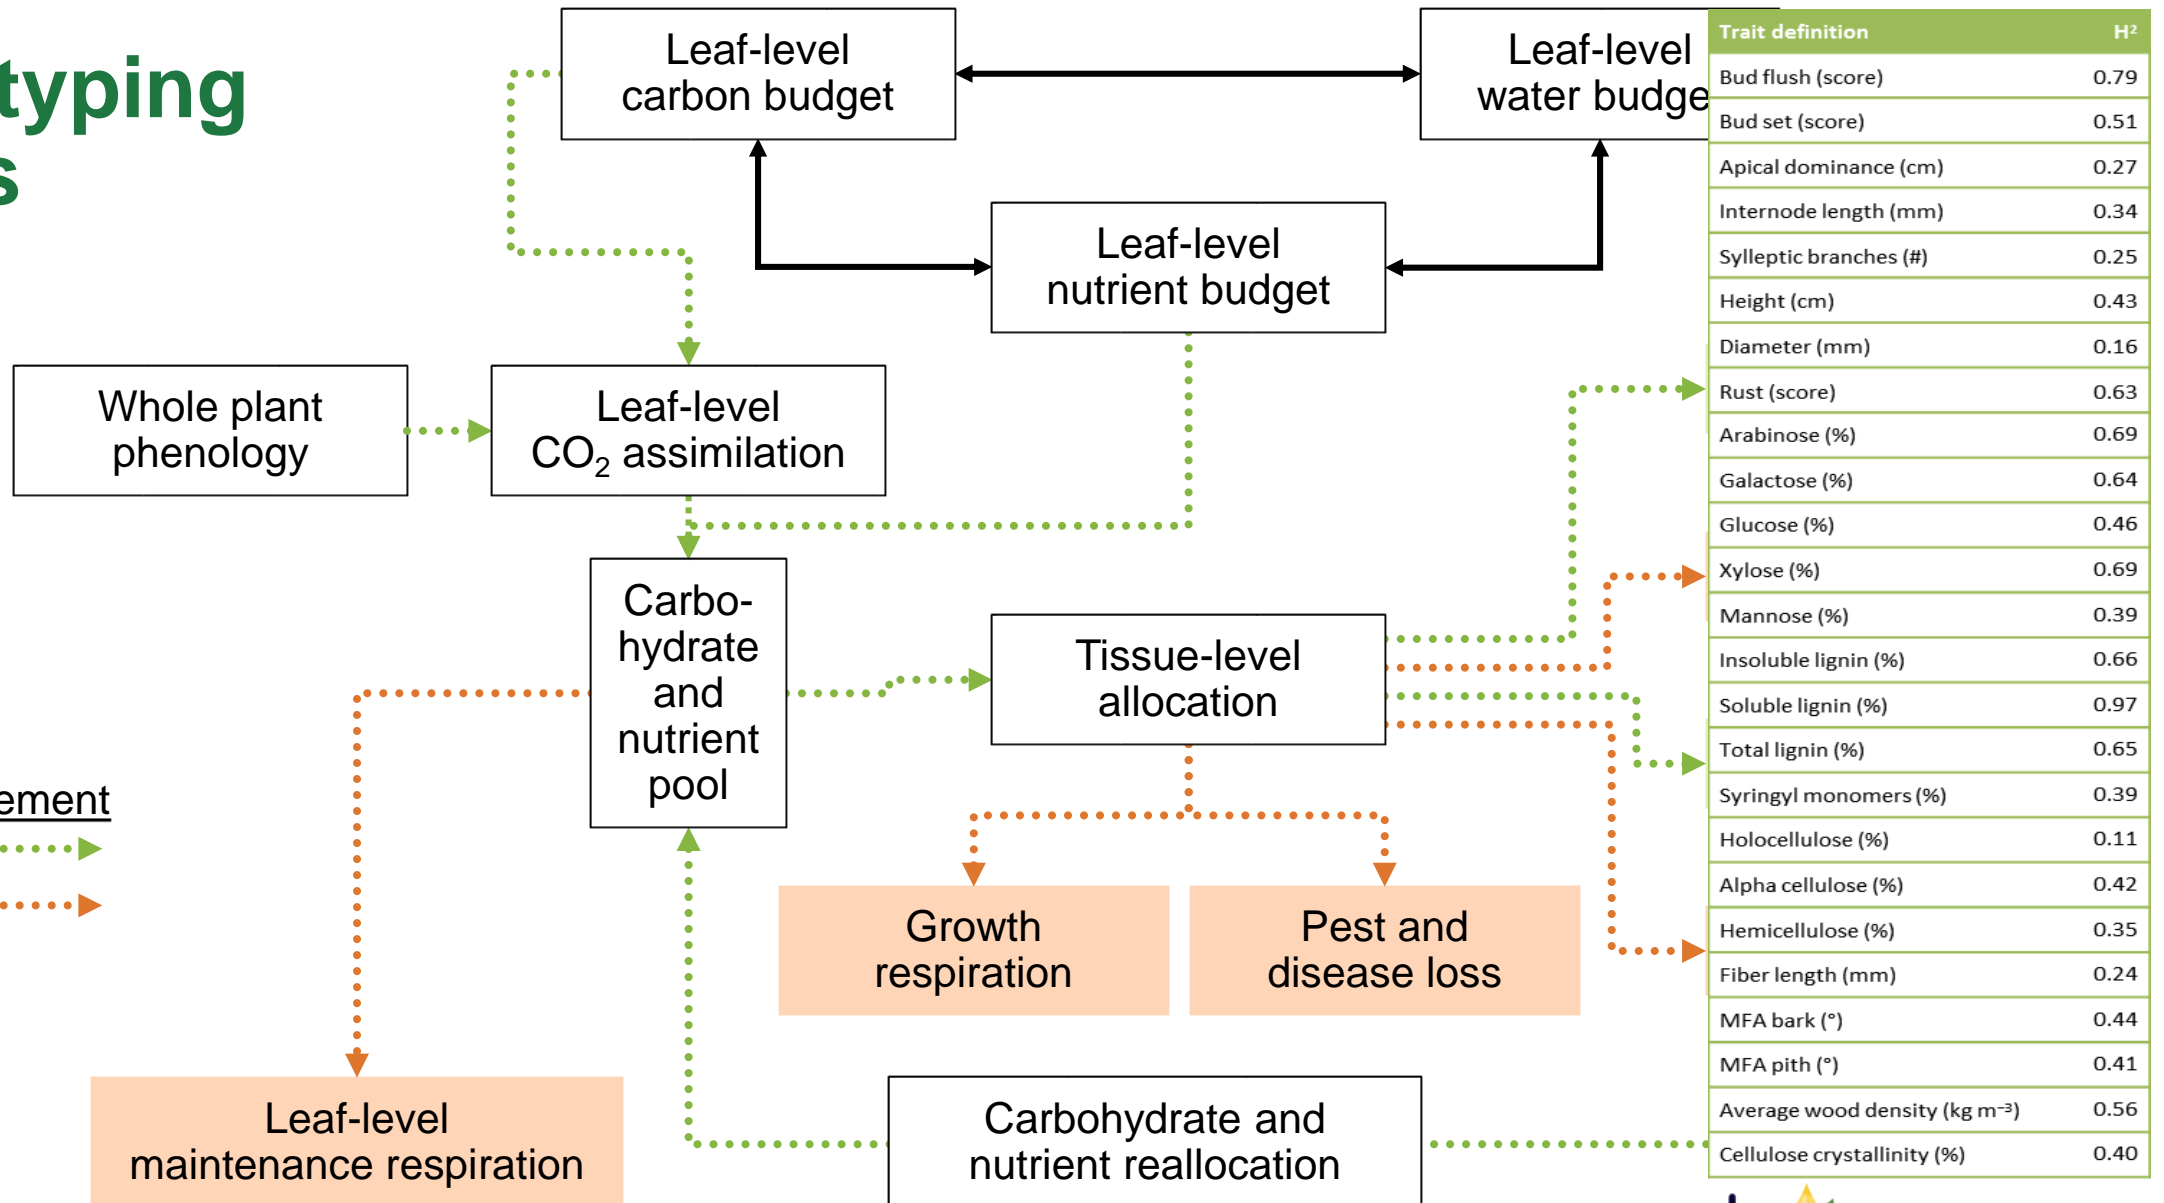 typing
s
Leaf-level
carbon budget
Leaf-level
water budge
Leaf-level
nutrient budget
Whole plant
phenology
Leaf-level
CO₂ assimilation
Carbo-
hydrate
and
nutrient
pool
Tissue-level
allocation
ement
Growth
respiration
Pest and
disease loss
Leaf-level
maintenance respiration
Carbohydrate and
nutrient reallocation
Trait definition H²
Bud flush (score) 0.79
Bud set (score) 0.51
Apical dominance (cm) 0.27
Internode length (mm) 0.34
Sylleptic branches (#) 0.25
Height (cm) 0.43
Diameter (mm) 0.16
Rust (score) 0.63
Arabinose (%) 0.69
Galactose (%) 0.64
Glucose (%) 0.46
Xylose (%) 0.69
Mannose (%) 0.39
Insoluble lignin (%) 0.66
Soluble lignin (%) 0.97
Total lignin (%) 0.65
Syringyl monomers (%) 0.39
Holocellulose (%) 0.11
Alpha cellulose (%) 0.42
Hemicellulose (%) 0.35
Fiber length (mm) 0.24
MFA bark (°) 0.44
MFA pith (°) 0.41
Average wood density (kg m⁻³) 0.56
Cellulose crystallinity (%) 0.40